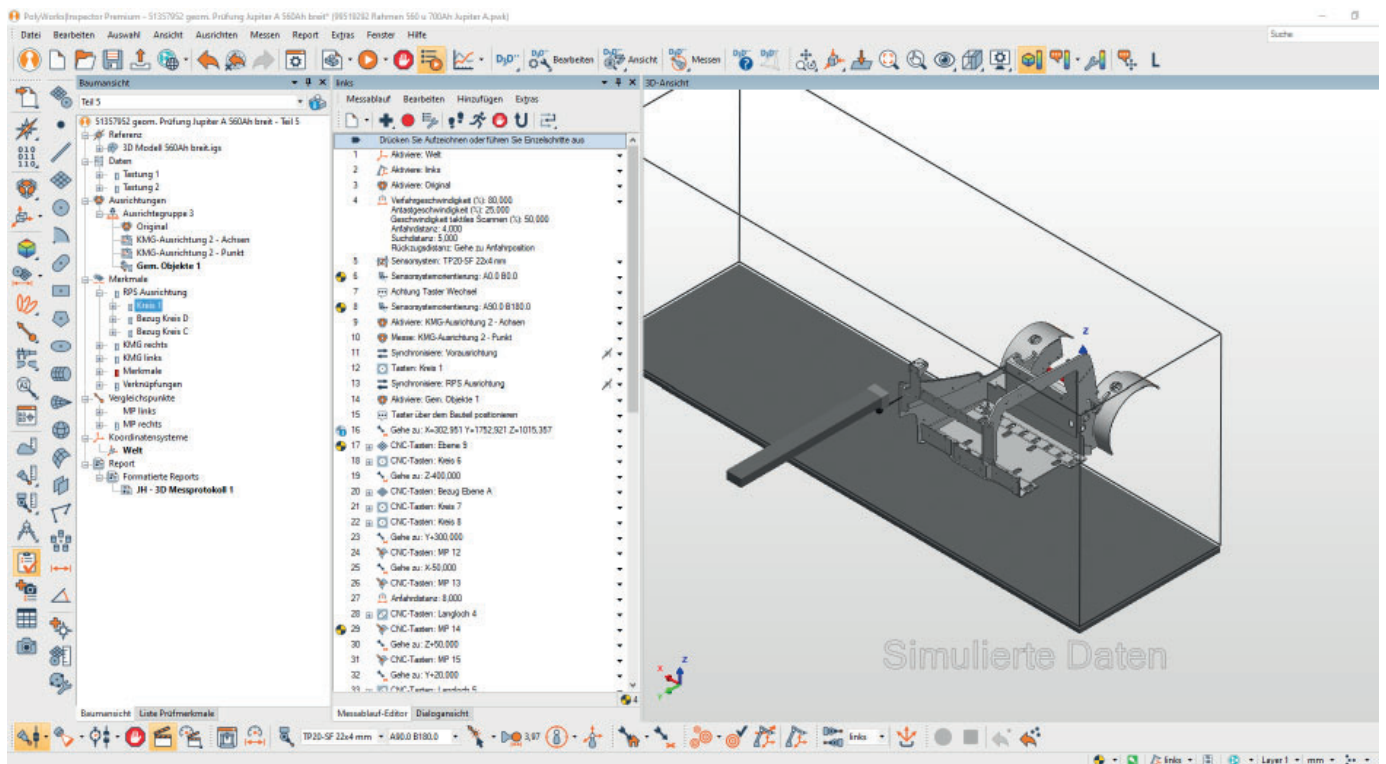 PolyWorks|Inspector Premium - 51357952 geom. Prüfung Jupiter A 560Ah breit* (99519292 Rahmen 560 u 700Ah Jupiter A.pwk)
Datei Bearbeiten Auswahl Ansicht Ausrichten Messen Report Extras Fenster Hilfe
Suche
Bearbeiten Ansicht Messen
Baumansicht
Teil 5
51357952 geom. Prüfung Jupiter A 560Ah breit - Teil 5
Referenz
3D Modell 560Ah breit.igs
Daten
Tastung 1
Tastung 2
Ausrichtungen
Ausrichtegruppe 3
Original
KMG-Ausrichtung 2 - Achsen
KMG-Ausrichtung 2 - Punkt
Gem. Objekte 1
Merkmale
RPS Ausrichtung
Kreis 1
Bezug Kreis D
Bezug Kreis C
KMG rechts
KMG links
Merkmale
Verknüpfungen
Vergleichspunkte
MP links
MP rechts
Koordinatensysteme
Welt
Report
Formatierte Reports
JH - 3D Messprotokoll 1
Baumansicht Liste Prüfmerkmale
links
Messablauf Bearbeiten Hinzufügen Extras
Drücken Sie Aufzeichnen oder führen Sie Einzelschritte aus
1 Aktiviere: Welt
2 Aktiviere: links
3 Aktiviere: Original
4 Verfahrgeschwindigkeit (%): 80,000
Antastgeschwindigkeit (%): 25,000
Geschwindigkeit taktiles Scannen (%): 50,000
Anfahrdistanz: 4,000
Suchdistanz: 5,000
Rückzugsdistanz: Gehe zu Anfahrposition
5 Sensorsystem: TP20-SF 22x4 mm
6 Sensorsystemorientierung: A0.0 B0.0
7 Achtung Taster Wechsel
8 Sensorsystemorientierung: A90.0 B180.0
9 Aktiviere: KMG-Ausrichtung 2 - Achsen
10 Messe: KMG-Ausrichtung 2 - Punkt
11 Synchronisiere: Vorausrichtung
12 Tasten: Kreis 1
13 Synchronisiere: RPS Ausrichtung
14 Aktiviere: Gem. Objekte 1
15 Taster über dem Bauteil positionieren
16 Gehe zu: X=302,951 Y=1752,921 Z=1015,357
17 CNC-Tasten: Ebene 9
18 CNC-Tasten: Kreis 6
19 Gehe zu: Z-400,000
20 CNC-Tasten: Bezug Ebene A
21 CNC-Tasten: Kreis 7
22 CNC-Tasten: Kreis 8
23 Gehe zu: Y+300,000
24 CNC-Tasten: MP 12
25 Gehe zu: X-50,000
26 CNC-Tasten: MP 13
27 Anfahrdistanz: 8,000
28 CNC-Tasten: Langloch 4
29 CNC-Tasten: MP 14
30 Gehe zu: Z+50,000
31 CNC-Tasten: MP 15
32 Gehe zu: Y+20,000
33 CNC-Tasten: Langloch 5
4
Messablauf-Editor Dialogansicht
3D-Ansicht
Z
Simulierte Daten
X Z
Y
TP20-SF 22x4 mm A90.0 B180.0 3,97 links
links Layer 1 mm